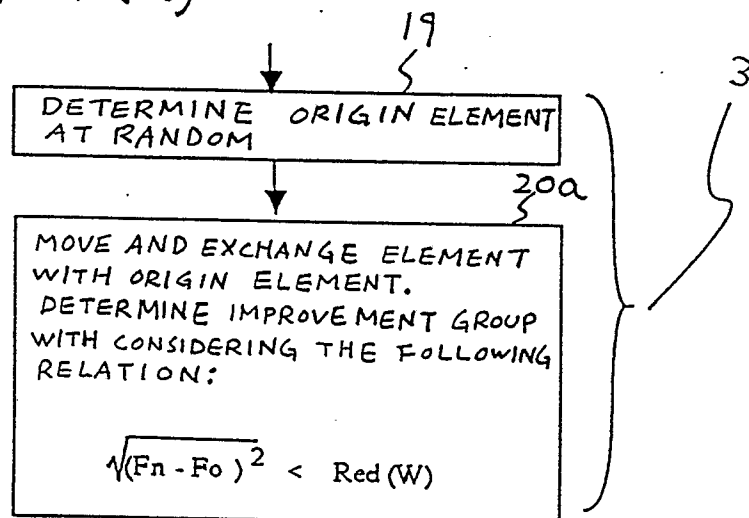 19
3
DETERMINE ORIGIN ELEMENT
AT RANDOM
20a
MOVE AND EXCHANGE ELEMENT
WITH ORIGIN ELEMENT.
DETERMINE IMPROVEMENT GROUP
WITH CONSIDERING THE FOLLOWING
RELATION:
√(Fn - Fo)² < Red (W)